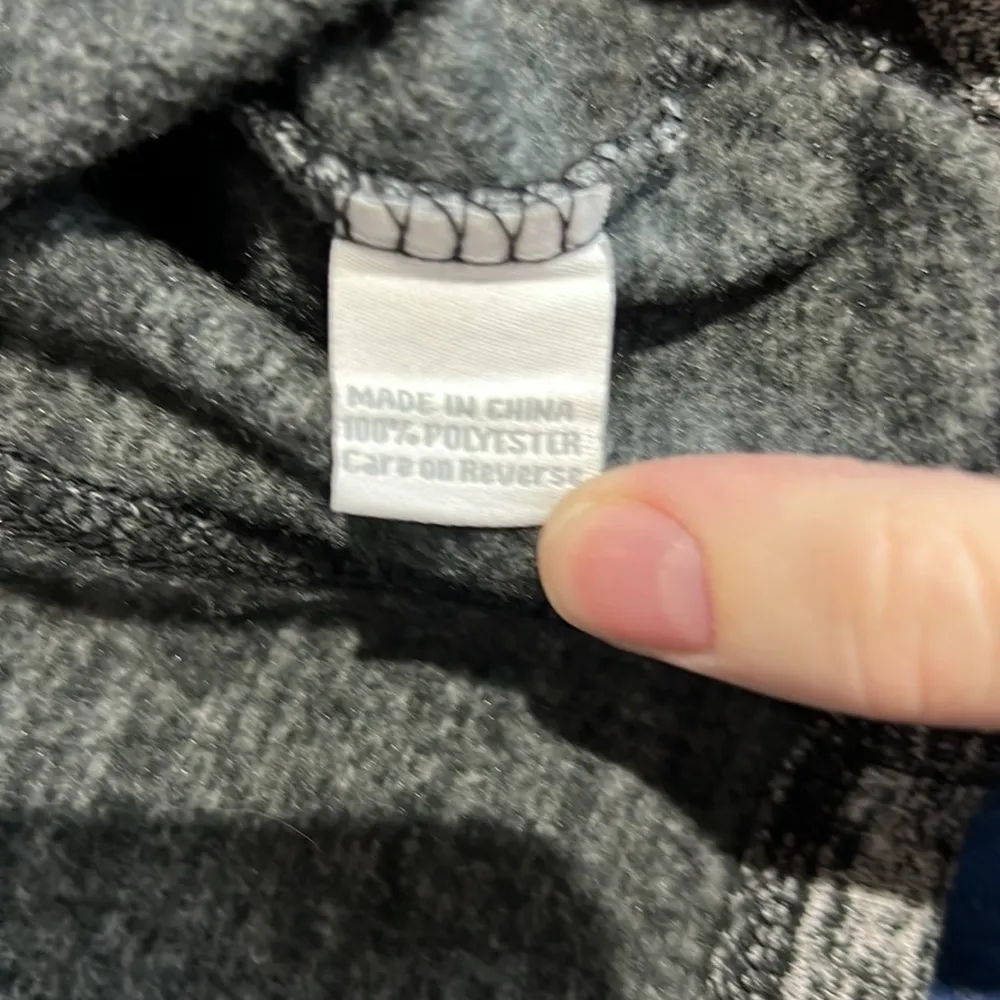 MADE IN CHINA
100% POLYESTER
Care on Reverse